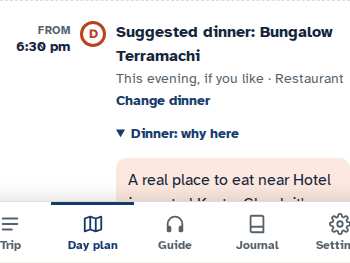 FROM
6:30 pm
D
Suggested dinner: Bungalow
Terramachi
This evening, if you like · Restaurant
Change dinner
▼ Dinner: why here
A real place to eat near Hotel
Trip
Day plan
Guide
Journal